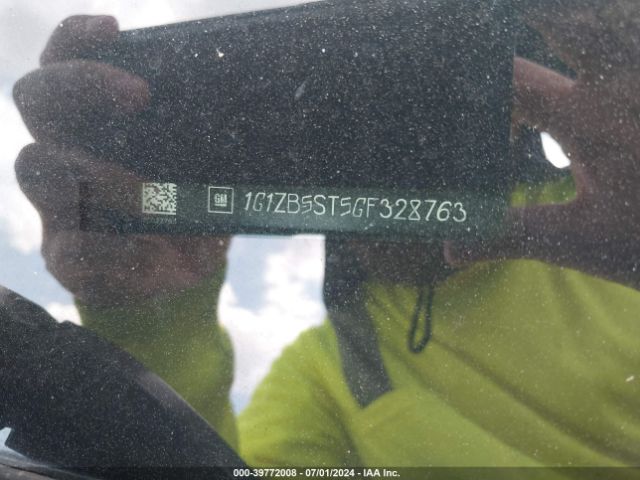 GM 1G1ZB5ST5GF328763
000-39772008 - 07/01/2024 - IAA Inc.